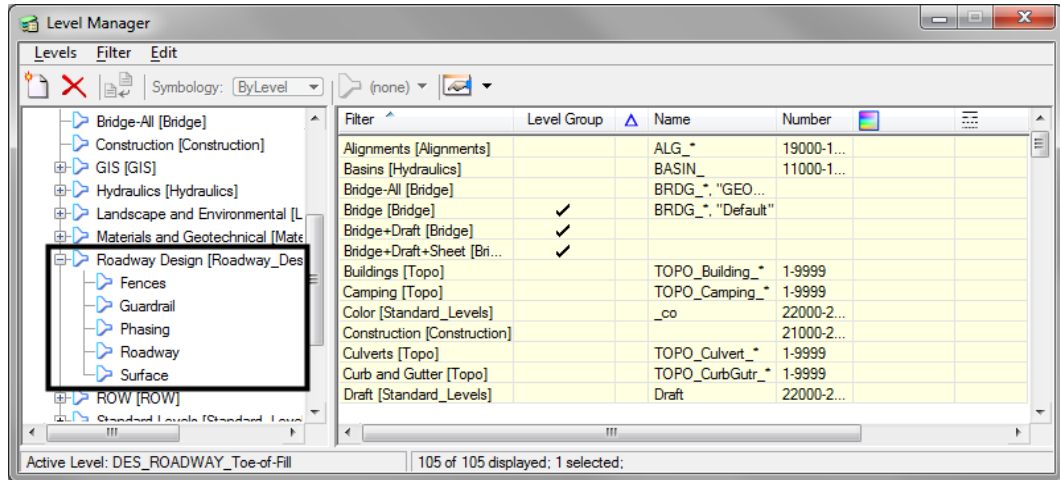 Level Manager
Levels Filter Edit
Symbology: ByLevel (none)
Bridge-All [Bridge]
Construction [Construction]
GIS [GIS]
Hydraulics [Hydraulics]
Landscape and Environmental [L
Materials and Geotechnical [Mate
Roadway Design [Roadway_Des
Fences
Guardrail
Phasing
Roadway
Surface
ROW [ROW]
Filter Level Group Name Number
Alignments [Alignments] ALG_* 19000-1...
Basins [Hydraulics] BASIN_ 11000-1...
Bridge-All [Bridge] BRDG_*, "GEO...
Bridge [Bridge] ✓ BRDG_*, "Default"
Bridge+Draft [Bridge] ✓
Bridge+Draft+Sheet [Bri... ✓
Buildings [Topo] TOPO_Building_* 1-9999
Camping [Topo] TOPO_Camping_* 1-9999
Color [Standard_Levels] _co 22000-2...
Construction [Construction] 21000-2...
Culverts [Topo] TOPO_Culvert_* 1-9999
Curb and Gutter [Topo] TOPO_CurbGutr_* 1-9999
Draft [Standard_Levels] Draft 22000-2...
Active Level: DES_ROADWAY_Toe-of-Fill 105 of 105 displayed; 1 selected;